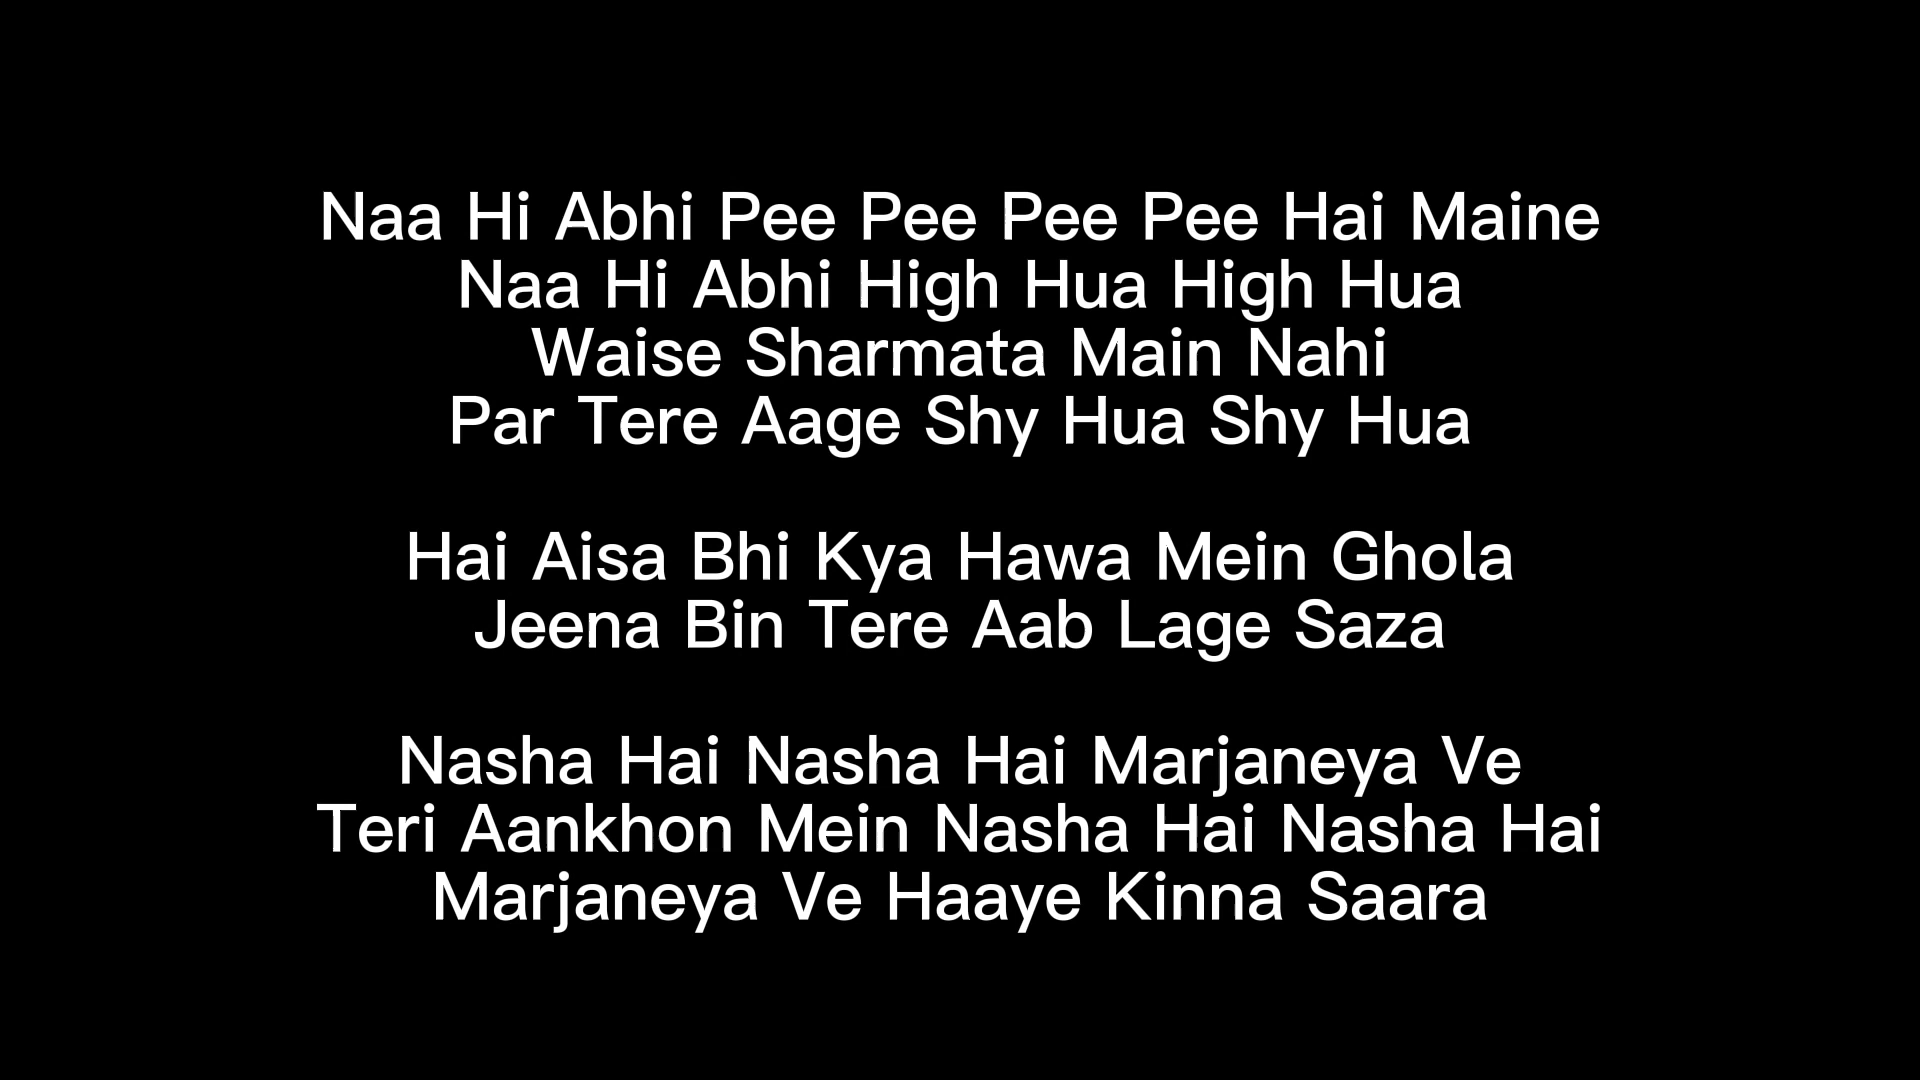 Naa Hi Abhi Pee Pee Pee Pee Hai Maine
Naa Hi Abhi High Hua High Hua
Waise Sharmata Main Nahi
Par Tere Aage Shy Hua Shy Hua
Hai Aisa Bhi Kya Hawa Mein Ghola
Jeena Bin Tere Aab Lage Saza
Nasha Hai Nasha Hai Marjaneya Ve
Teri Aankhon Mein Nasha Hai Nasha Hai
Marjaneya Ve Haaye Kinna Saara